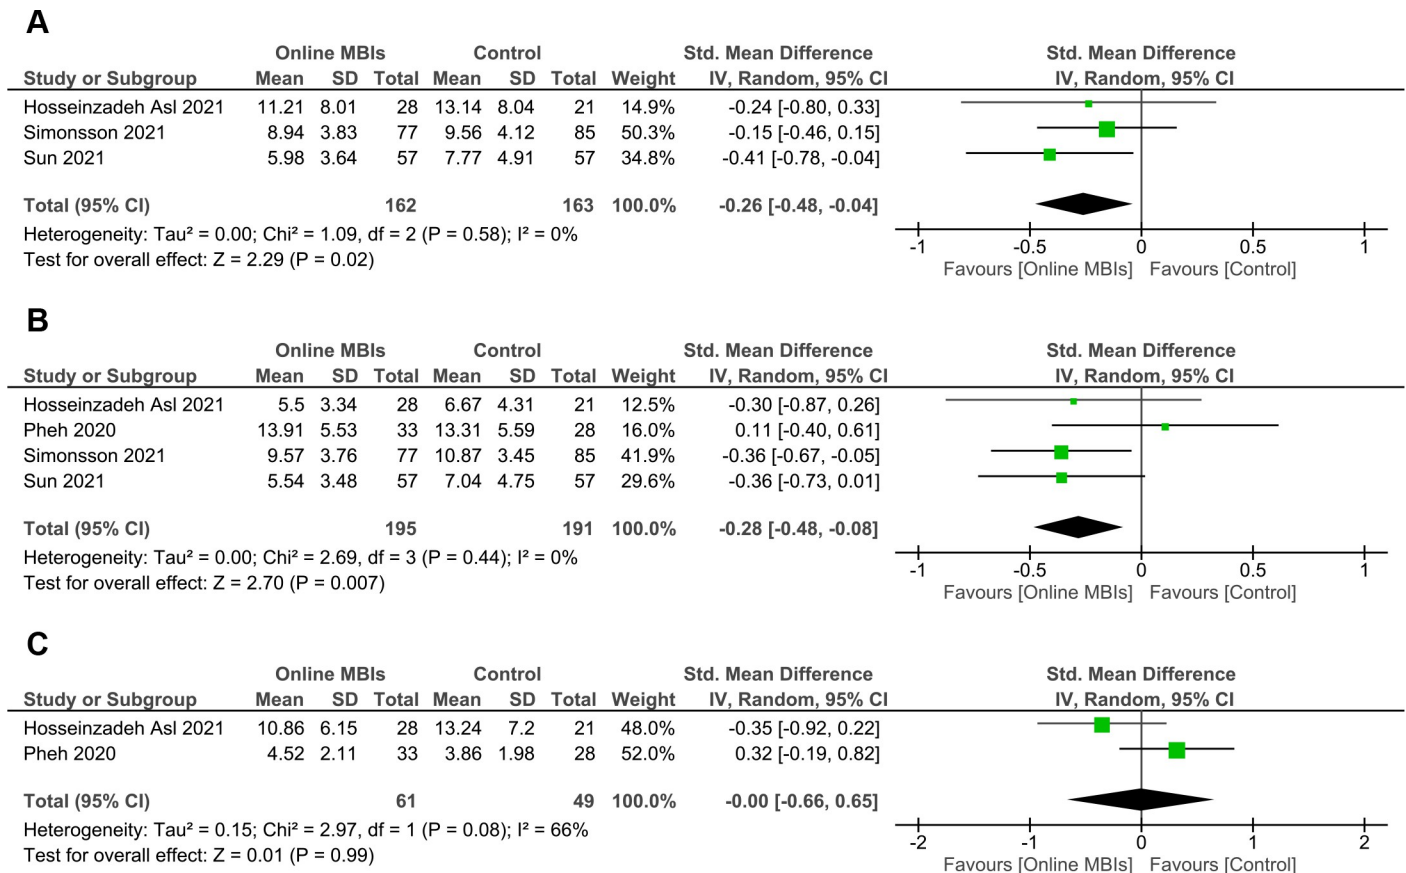 A
Online MBIs Control Std. Mean Difference Std. Mean Difference
Study or Subgroup Mean SD Total Mean SD Total Weight IV, Random, 95% CI IV, Random, 95% CI
Hosseinzadeh Asl 2021 11.21 8.01 28 13.14 8.04 21 14.9% -0.24 [-0.80, 0.33]
Simonsson 2021 8.94 3.83 77 9.56 4.12 85 50.3% -0.15 [-0.46, 0.15]
Sun 2021 5.98 3.64 57 7.77 4.91 57 34.8% -0.41 [-0.78, -0.04]
Total (95% CI) 162 163 100.0% -0.26 [-0.48, -0.04]
Heterogeneity: Tau² = 0.00; Chi² = 1.09, df = 2 (P = 0.58); I² = 0%
Test for overall effect: Z = 2.29 (P = 0.02)
-1 -0.5 0 0.5 1
Favours [Online MBIs] Favours [Control]
B
Online MBIs Control Std. Mean Difference Std. Mean Difference
Study or Subgroup Mean SD Total Mean SD Total Weight IV, Random, 95% CI IV, Random, 95% CI
Hosseinzadeh Asl 2021 5.5 3.34 28 6.67 4.31 21 12.5% -0.30 [-0.87, 0.26]
Pheh 2020 13.91 5.53 33 13.31 5.59 28 16.0% 0.11 [-0.40, 0.61]
Simonsson 2021 9.57 3.76 77 10.87 3.45 85 41.9% -0.36 [-0.67, -0.05]
Sun 2021 5.54 3.48 57 7.04 4.75 57 29.6% -0.36 [-0.73, 0.01]
Total (95% CI) 195 191 100.0% -0.28 [-0.48, -0.08]
Heterogeneity: Tau² = 0.00; Chi² = 2.69, df = 3 (P = 0.44); I² = 0%
Test for overall effect: Z = 2.70 (P = 0.007)
-1 -0.5 0 0.5 1
Favours [Online MBIs] Favours [Control]
C
Online MBIs Control Std. Mean Difference Std. Mean Difference
Study or Subgroup Mean SD Total Mean SD Total Weight IV, Random, 95% CI IV, Random, 95% CI
Hosseinzadeh Asl 2021 10.86 6.15 28 13.24 7.2 21 48.0% -0.35 [-0.92, 0.22]
Pheh 2020 4.52 2.11 33 3.86 1.98 28 52.0% 0.32 [-0.19, 0.82]
Total (95% CI) 61 49 100.0% -0.00 [-0.66, 0.65]
Heterogeneity: Tau² = 0.15; Chi² = 2.97, df = 1 (P = 0.08); I² = 66%
Test for overall effect: Z = 0.01 (P = 0.99)
-2 -1 0 1 2
Favours [Online MBIs] Favours [Control]